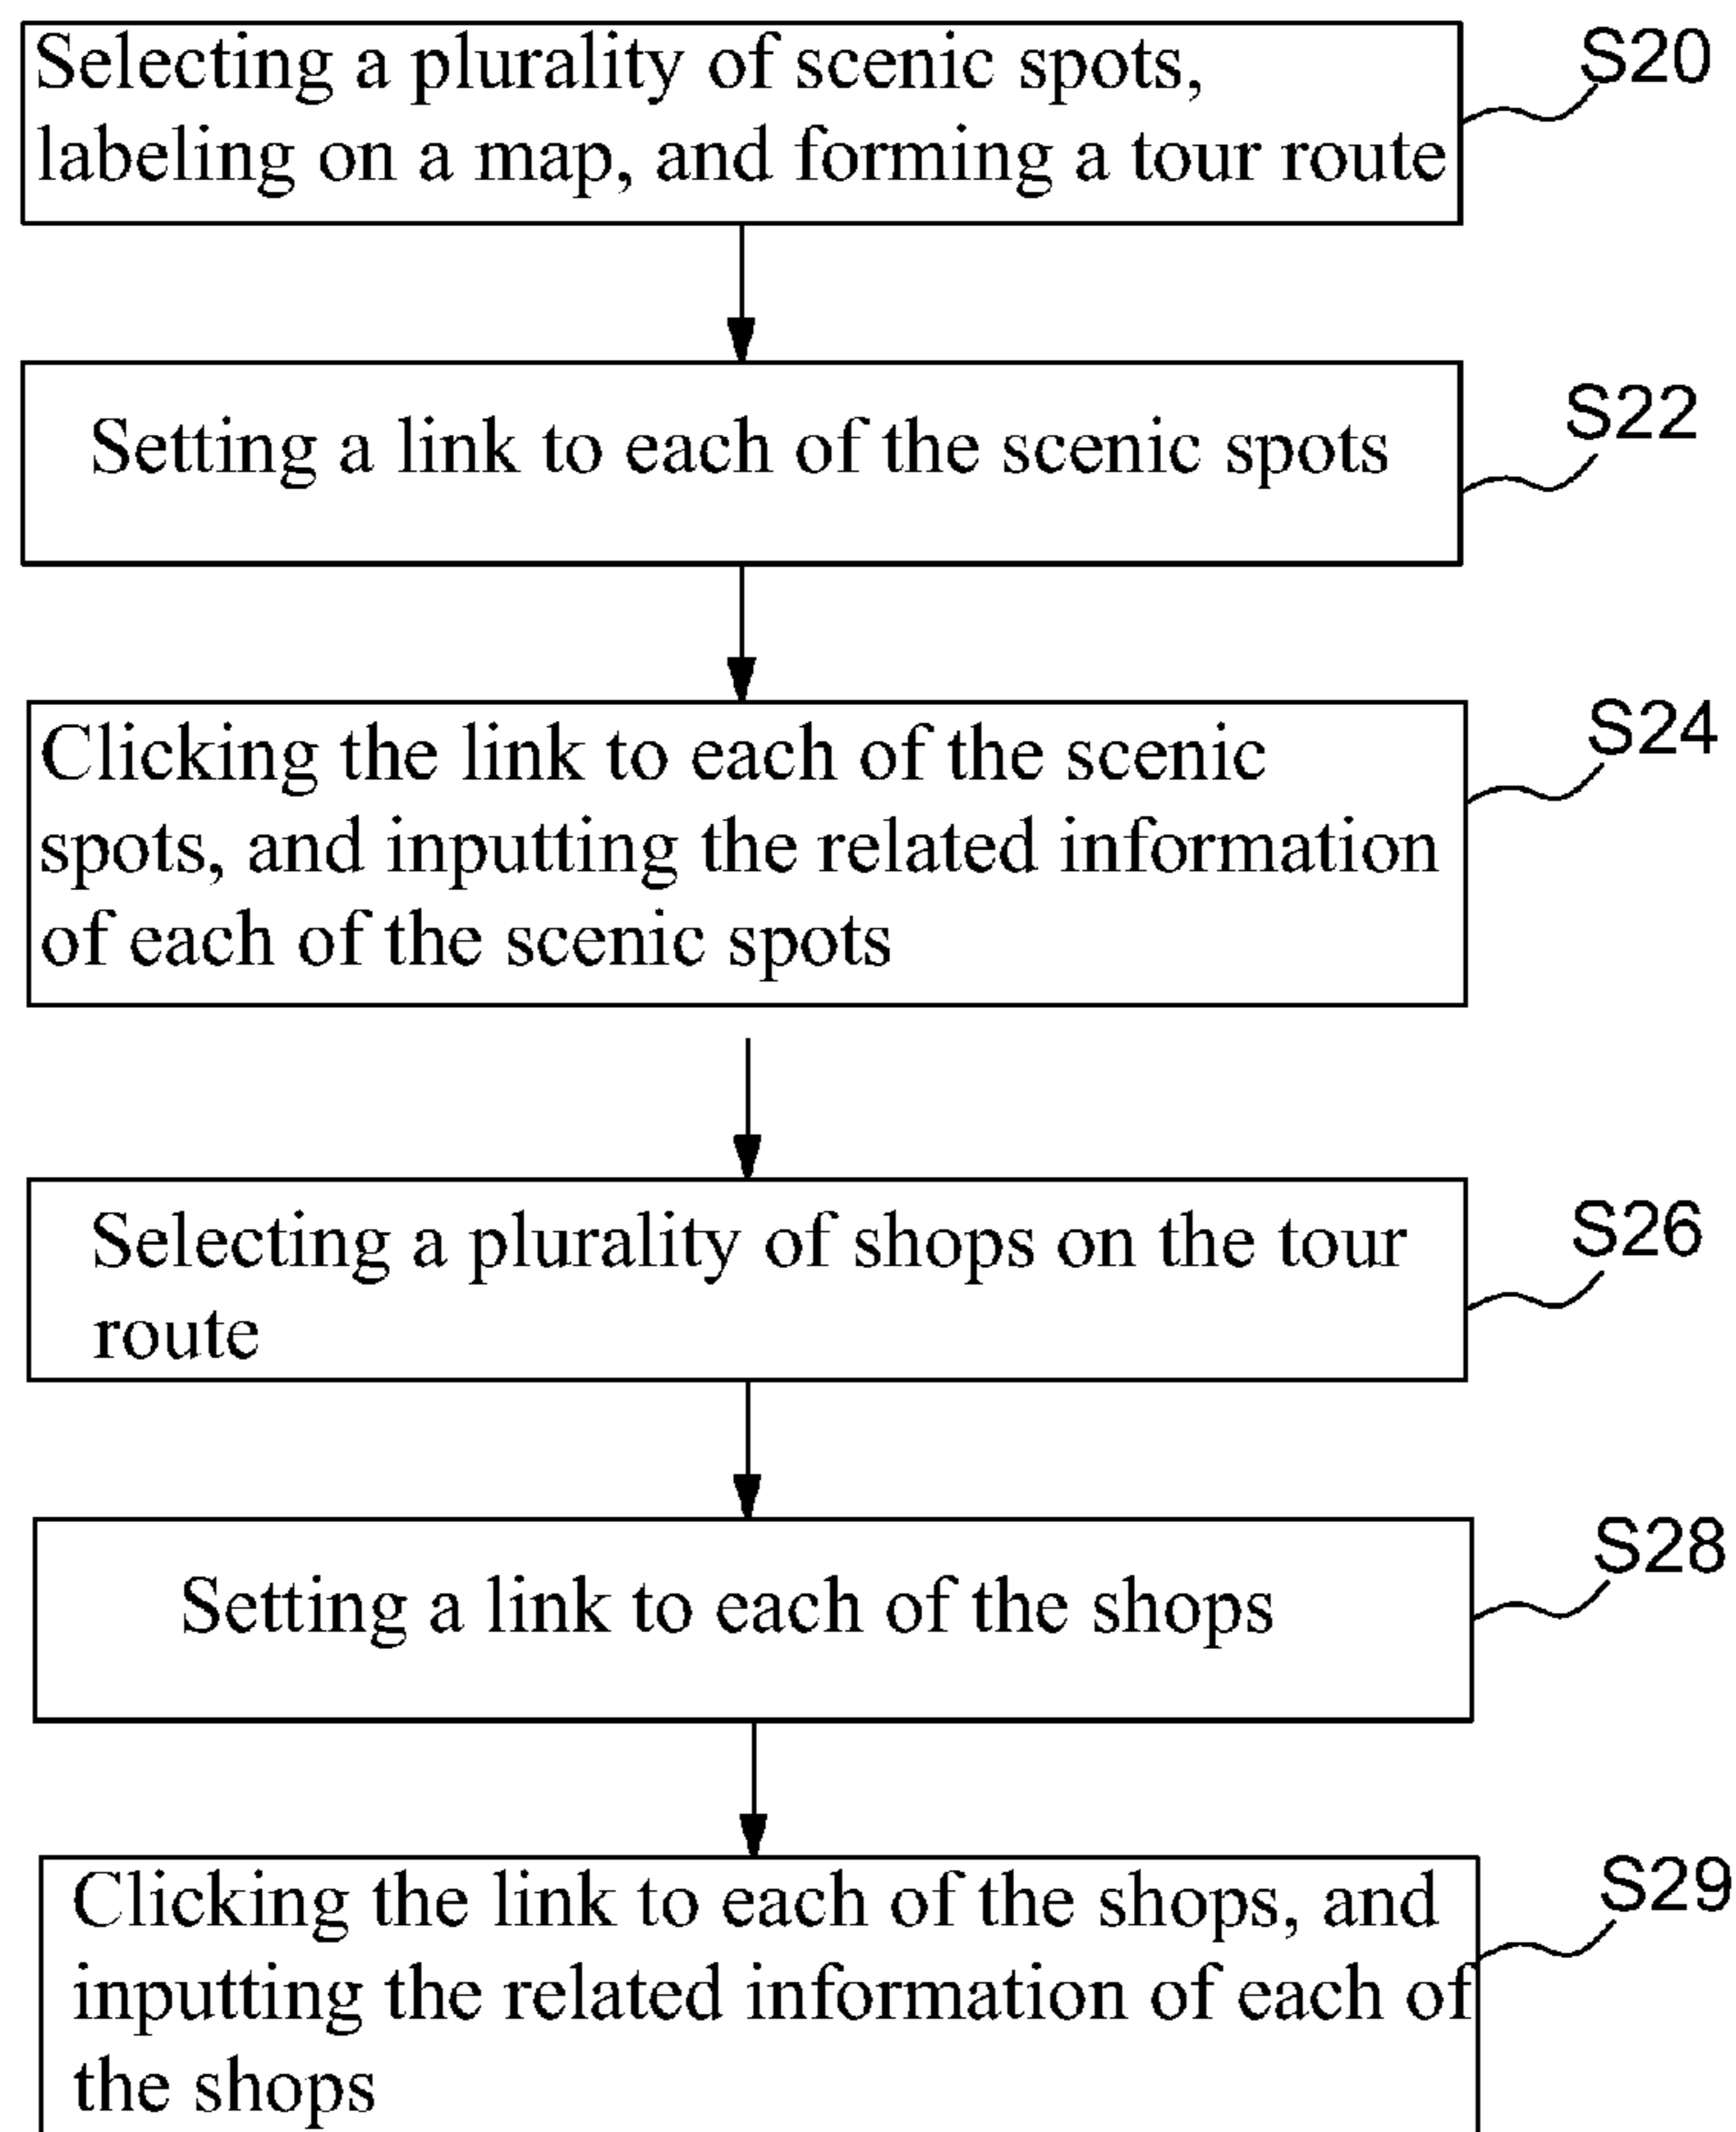 Selecting a plurality of scenic spots,
labeling on a map, and forming a tour route
S20
Setting a link to each of the scenic spots
S22
Clicking the link to each of the scenic
spots, and inputting the related information
of each of the scenic spots
S24
Selecting a plurality of shops on the tour
route
S26
Setting a link to each of the shops
S28
Clicking the link to each of the shops, and
inputting the related information of each of
the shops
S29